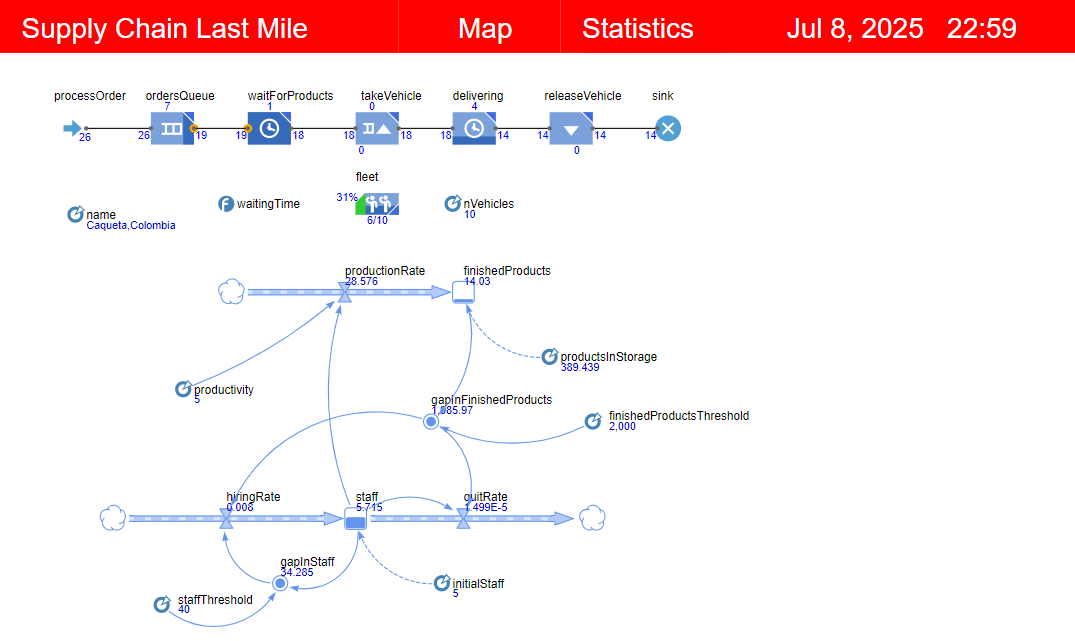 Supply Chain Last Mile Map Statistics Jul 8, 2025 22:59
processOrder ordersQueue waitForProducts takeVehicle delivering releaseVehicle sink
7 1 0 4
26 26 19 19 18 18 18 18 14 14 14 14
0 0
fleet
31%
6/10
name
Caqueta,Colombia
waitingTime
nVehicles
10
productionRate
28.576
finishedProducts
14.03
productsInStorage
389.439
productivity
5
gapInFinishedProducts
1,985.97
finishedProductsThreshold
2,000
hiringRate
0.008
staff
5.715
quitRate
1.499E-5
gapInStaff
34.285
initialStaff
5
staffThreshold
40